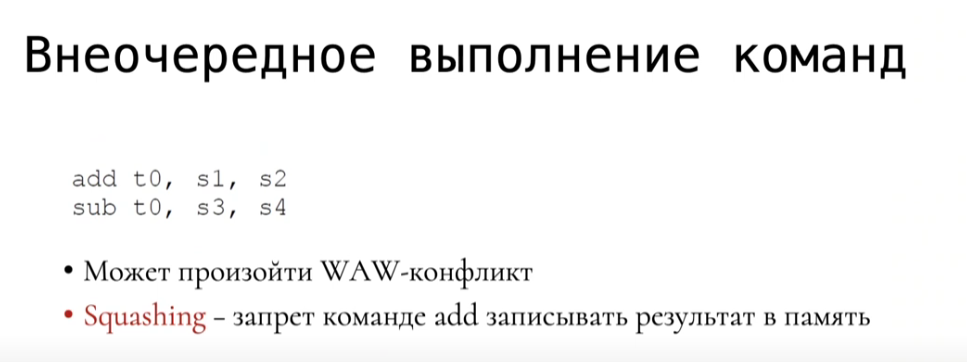 Внеочередное выполнение команд
add t0, s1, s2
sub t0, s3, s4
• Может произойти WAW-конфликт
• Squashing – запрет команде add записывать результат в память